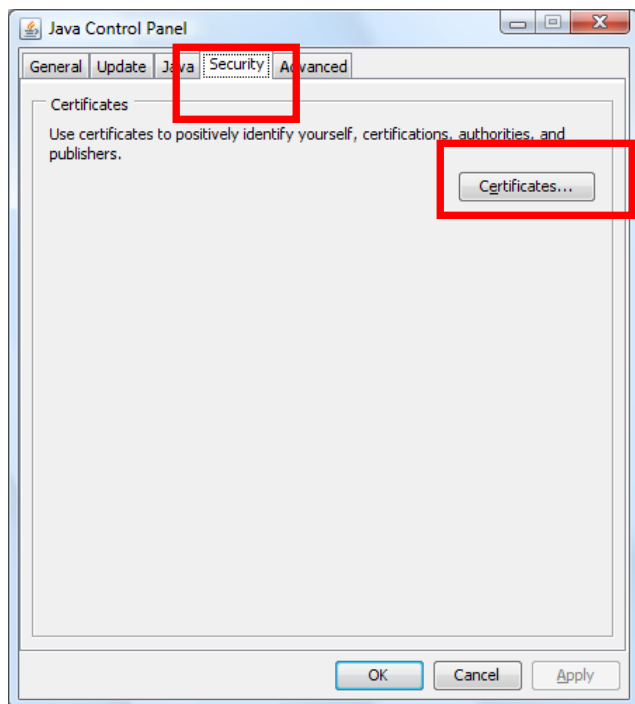 Java Control Panel
General Update Java Security Advanced
Certificates
Use certificates to positively identify yourself, certifications, authorities, and
publishers.
Certificates...
OK Cancel Apply